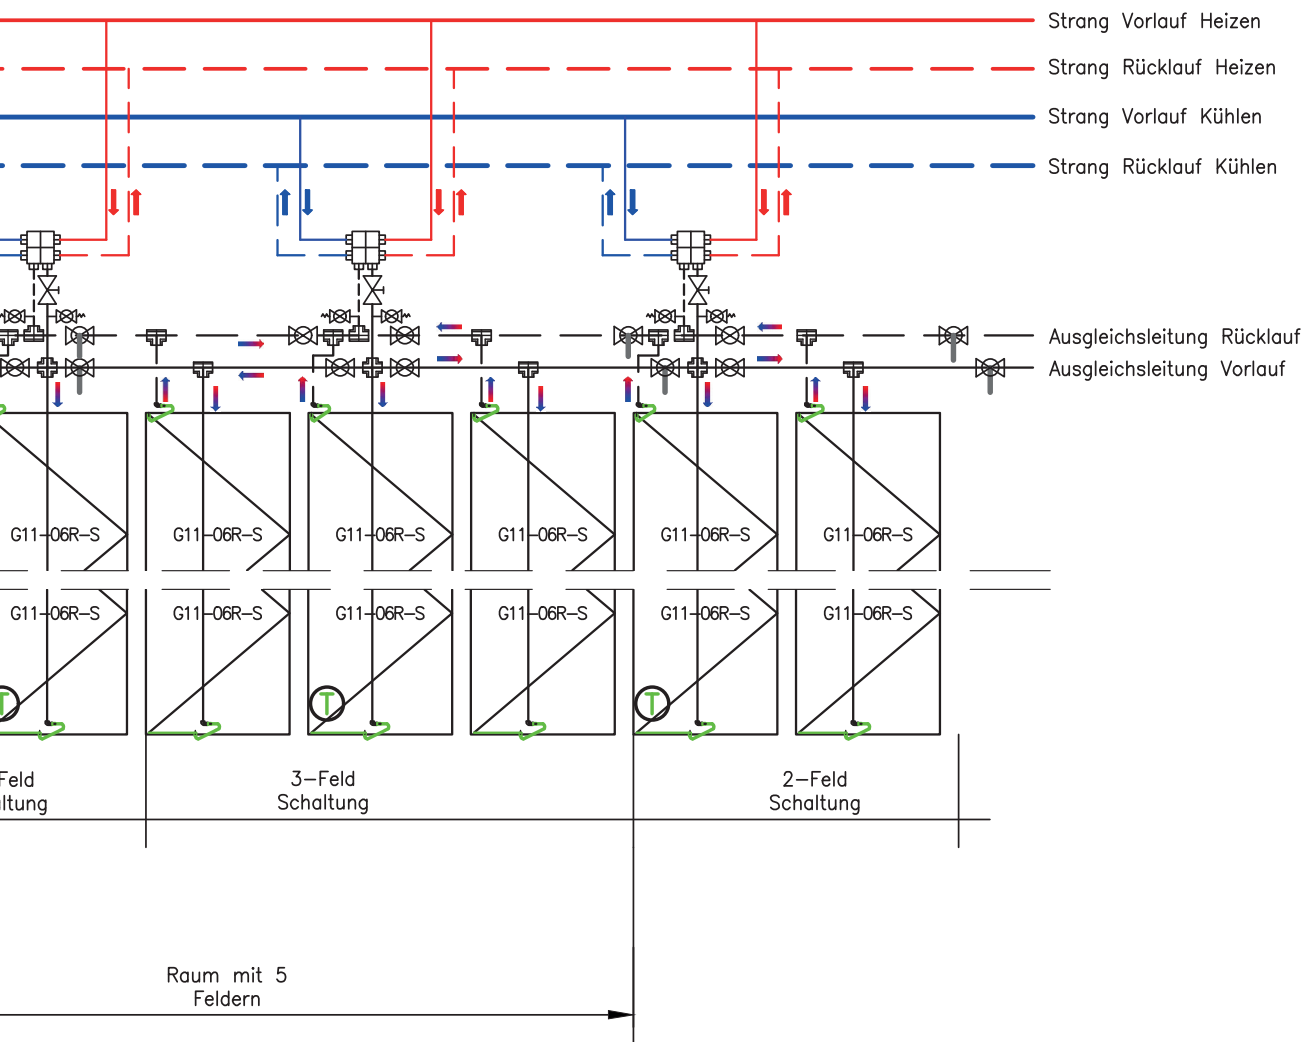 Strang Vorlauf Heizen
Strang Rücklauf Heizen
Strang Vorlauf Kühlen
Strang Rücklauf Kühlen
Ausgleichsleitung Rücklauf
Ausgleichsleitung Vorlauf
G11-06R-S G11-06R-S G11-06R-S G11-06R-S G11-06R-S G11-06R-S
G11-06R-S G11-06R-S G11-06R-S G11-06R-S G11-06R-S G11-06R-S
T T T
Feld 3-Feld 2-Feld
altung Schaltung Schaltung
Raum mit 5
Feldern